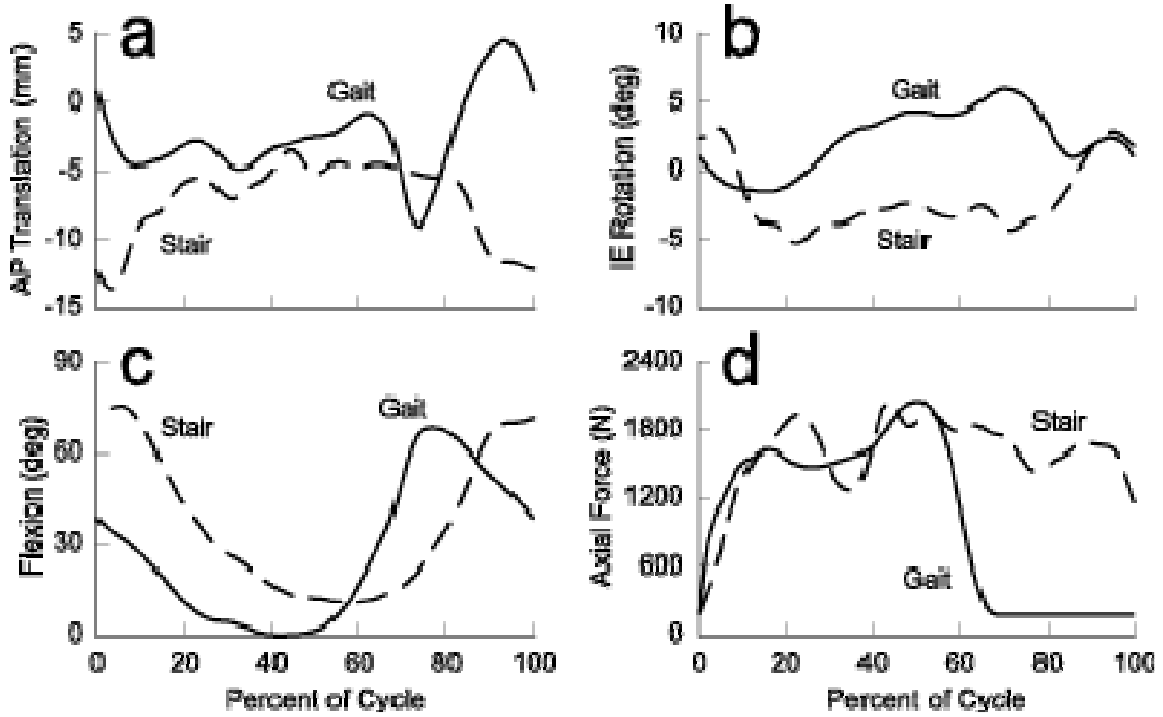 a
5
0
-5
-10
-15
AP Translation (mm)
Gait
Stair
b
10
5
0
-5
-10
IE Rotation (deg)
Gait
Stair
c
90
60
30
0
Flexion (deg)
Stair
Gait
0 20 40 60 80 100
Percent of Cycle
d
2400
1800
1200
600
0
Axial Force (N)
Stair
Gait
0 20 40 60 80 100
Percent of Cycle